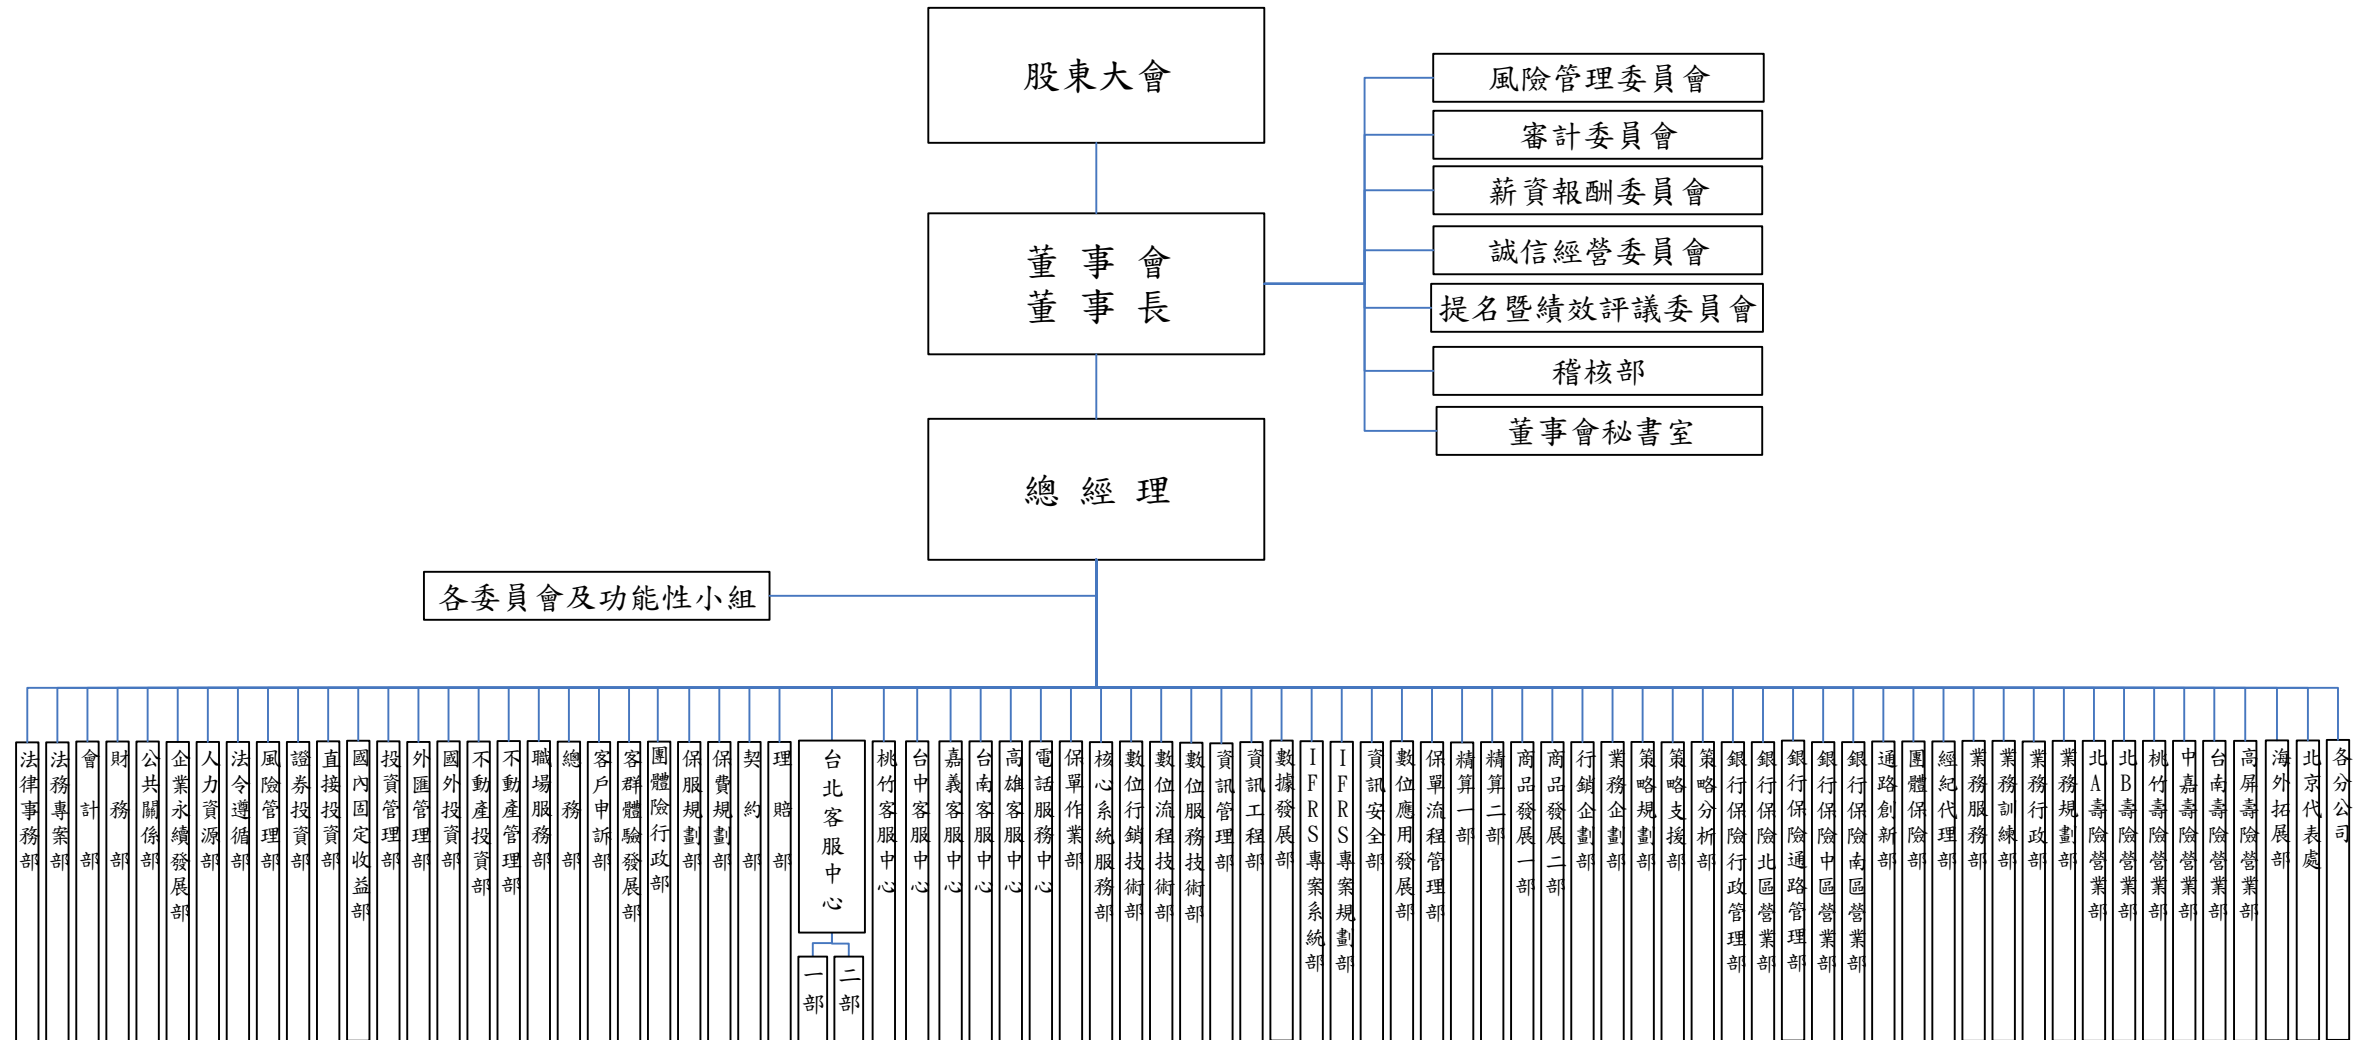 股東大會
風險管理委員會
審計委員會
薪資報酬委員會
誠信經營委員會
提名暨績效評議委員會
稽核部
董事會秘書室
董 事 會
董 事 長
總 經 理
各委員會及功能性小組
法律事務部
法務專案部
會計部
財務部
公共關係部
企業永續發展部
人力資源部
法令遵循部
風險管理部
證券投資部
直接投資部
國內固定收益部
投資管理部
外匯管理部
國外投資部
不動產投資部
不動產管理部
職場服務部
總務部
客戶申訴部
客群體驗發展部
團體險行政部
保服規劃部
保費規劃部
契約部
理賠部
台北客服中心
一部
二部
桃竹客服中心
台中客服中心
嘉義客服中心
台南客服中心
高雄客服中心
電話服務中心
保單作業部
核心系統服務部
數位行銷技術部
數位流程技術部
數位服務技術部
資訊管理部
資訊工程部
數據發展部
IFRS專案系統部
IFRS專案規劃部
資訊安全部
數位應用發展部
保單流程管理部
精算一部
精算二部
商品發展一部
商品發展二部
行銷企劃部
業務企劃部
策略規劃部
策略支援部
策略分析部
銀行保險行政管理部
銀行保險北區營業部
銀行保險通路管理部
銀行保險中區營業部
銀行保險南區營業部
通路創新部
團體保險部
經紀代理部
業務服務部
業務訓練部
業務行政部
業務規劃部
北A壽險營業部
北B壽險營業部
桃竹壽險營業部
中嘉壽險營業部
台南壽險營業部
高屏壽險營業部
海外拓展部
北京代表處
各分公司